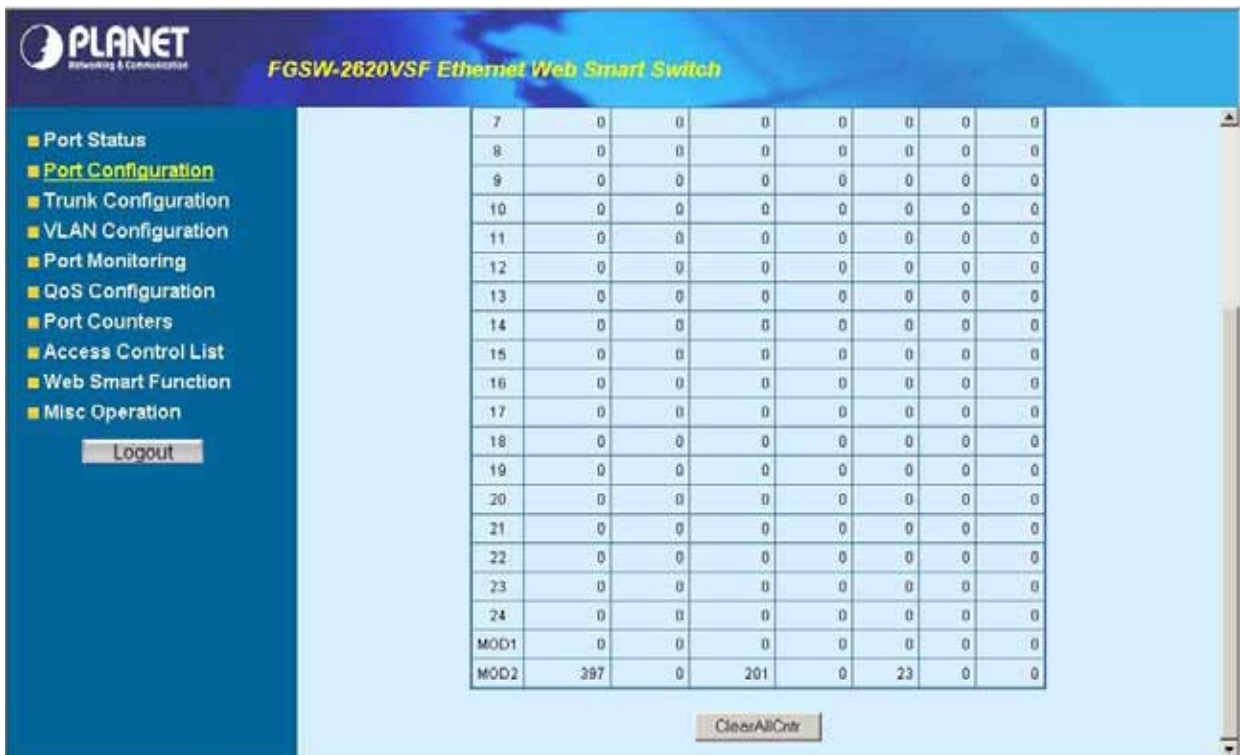 PLANET
Networking & Communication
FGSW-2620VSF Ethernet Web Smart Switch
Port Status
Port Configuration
Trunk Configuration
VLAN Configuration
Port Monitoring
QoS Configuration
Port Counters
Access Control List
Web Smart Function
Misc Operation
Logout
7 0 0 0 0 0 0 0
8 0 0 0 0 0 0 0
9 0 0 0 0 0 0 0
10 0 0 0 0 0 0 0
11 0 0 0 0 0 0 0
12 0 0 0 0 0 0 0
13 0 0 0 0 0 0 0
14 0 0 0 0 0 0 0
15 0 0 0 0 0 0 0
16 0 0 0 0 0 0 0
17 0 0 0 0 0 0 0
18 0 0 0 0 0 0 0
19 0 0 0 0 0 0 0
20 0 0 0 0 0 0 0
21 0 0 0 0 0 0 0
22 0 0 0 0 0 0 0
23 0 0 0 0 0 0 0
24 0 0 0 0 0 0 0
MOD1 0 0 0 0 0 0 0
MOD2 397 0 201 0 23 0 0
ClearAllCntr